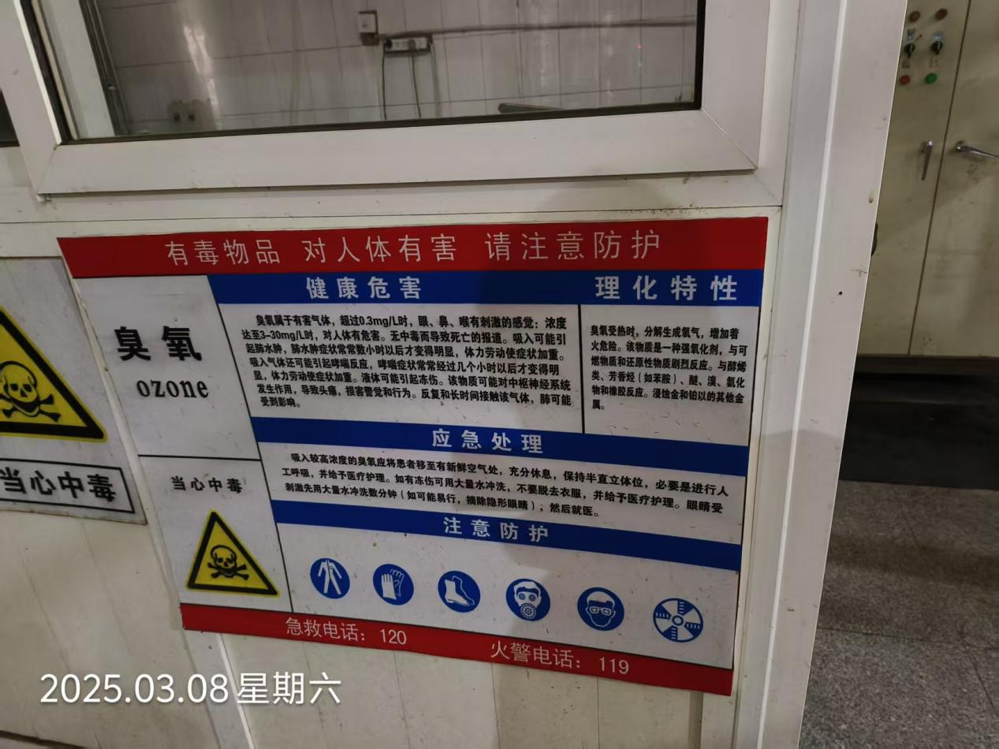 有毒物品 对人体有害 请注意防护
健康危害
理化特性
臭氧
ozone
臭氧属于有害气体，超过0.3mg/L时，眼、鼻、喉有刺激的感觉；浓度
达至3-30mg/L时，对人体有危害。无中毒而导致死亡的报道。吸入可能引
起肺水肿，肺水肿症状常常数小时以后才变得明显，体力劳动使症状加重。
吸入气体还可能引起哮喘反应，哮喘症状常常经过几个小时以后才变得明
显，体力劳动使症状加重。液体可能引起冻伤。该物质可能对中枢神经系统
发生作用，导致头痛，损害警觉和行为。反复和长时间接触该气体，肺可能
受到影响。
臭氧受热时，分解生成氧气，增加着
火危险。该物质是一种强氧化剂，与可
燃物质和还原性物质剧烈反应。与醇烯
类、芳香烃（如苯胺）、醚、溴、氨化
物和橡胶反应。浸蚀金和铂以的其他金
属。
应急处理
吸入较高浓度的臭氧应将患者移至有新鲜空气处，充分休息，保持半直立体位，必要是进行人
工呼吸，并给予医疗护理。如有冻伤可用大量水冲洗，不要脱去衣服，并给予医疗护理。眼睛受
刺激先用大量水冲洗数分钟（如可能易行，摘除隐形眼睛）；然后就医。
当心中毒
当心中毒
注意防护
急救电话：120
火警电话：119
2025.03.08 星期六